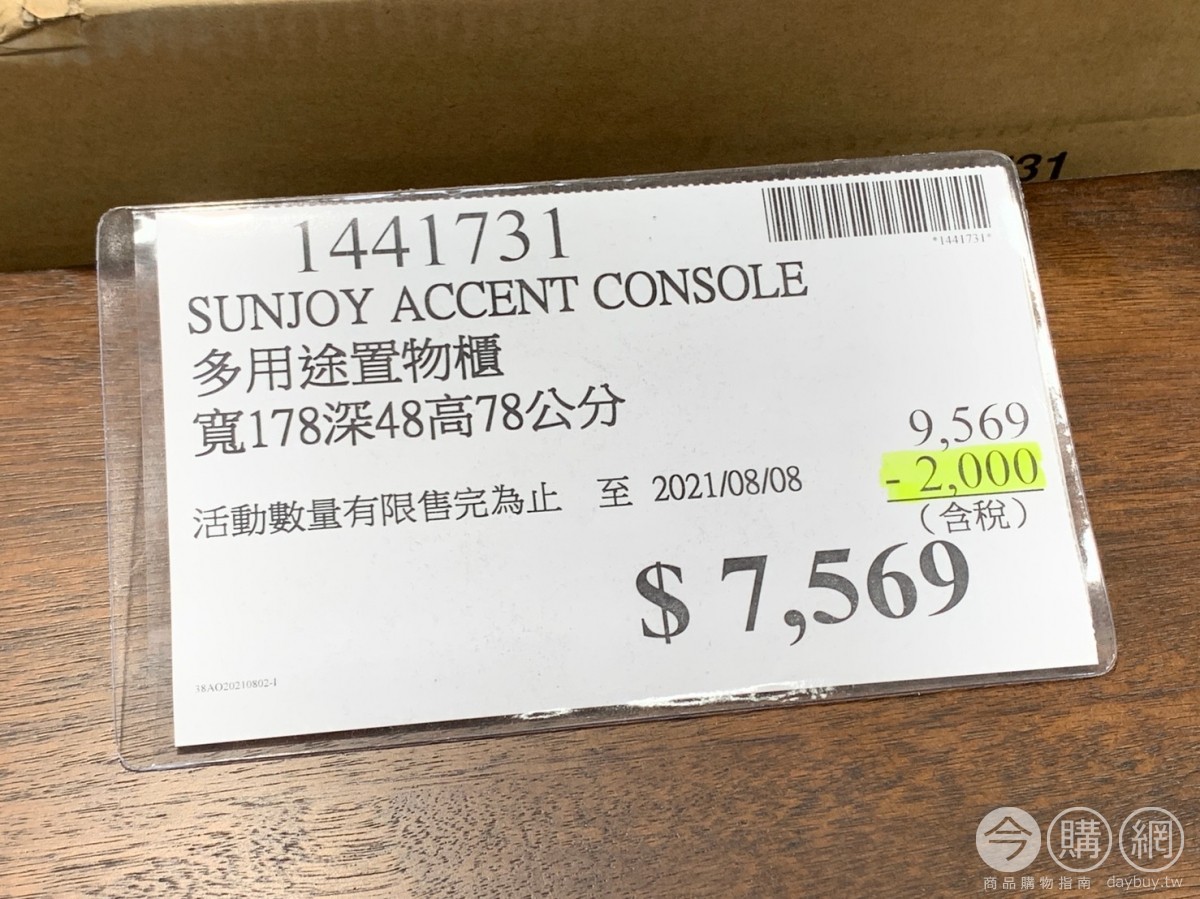 31
1441731
*1441731*
SUNJOY ACCENT CONSOLE
多用途置物櫃
寬178深48高78公分
9,569
- 2,000
活動數量有限售完為止 至 2021/08/08
(含稅)
$ 7,569
38AO20210802-1
今購網
商品購物指南 daybuy.tw